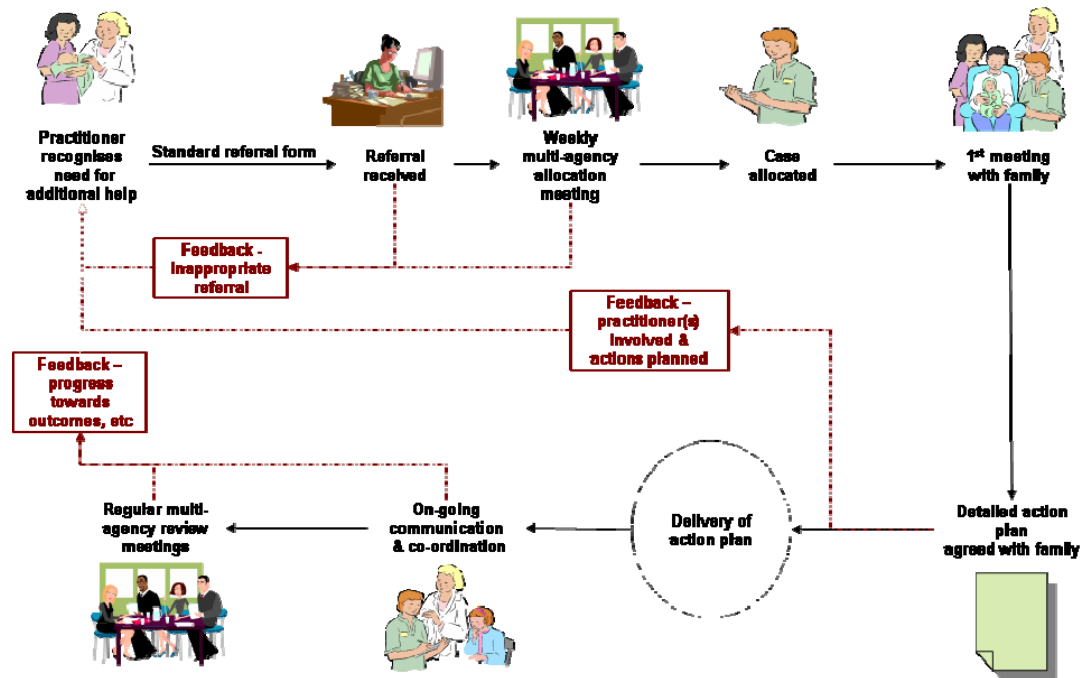 Practitioner
recognises
need for
additional help
Standard referral form
Referral
received
Weekly
multi-agency
allocation
meeting
Case
allocated
1st meeting
with family
Feedback -
Inappropriate
referral
Feedback –
practitioner(s)
Involved &
actions planned
Feedback –
progress
towards
outcomes, etc
Regular multi-
agency review
meetings
On-going
communication
& co-ordination
Delivery of
action plan
Detailed action
plan
agreed with family